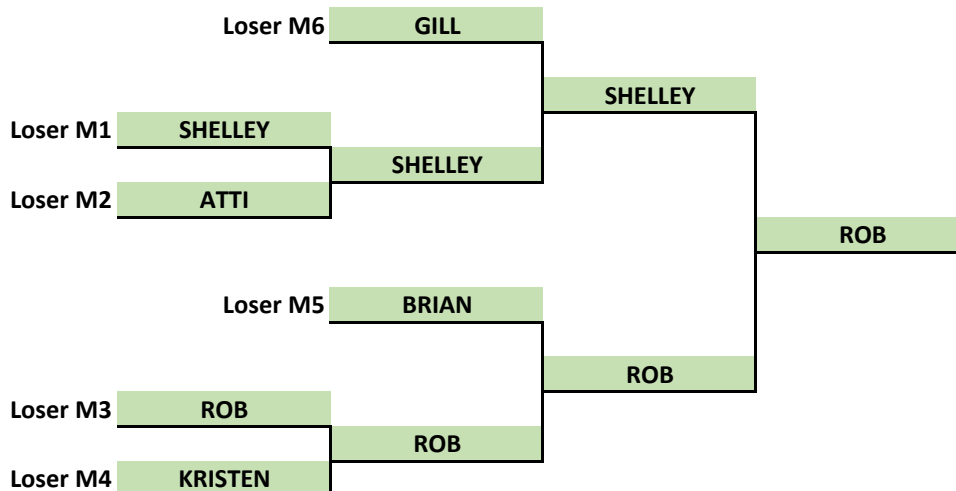 Loser M6 GILL
SHELLEY
Loser M1 SHELLEY
SHELLEY
Loser M2 ATTI
ROB
Loser M5 BRIAN
ROB
Loser M3 ROB
ROB
Loser M4 KRISTEN